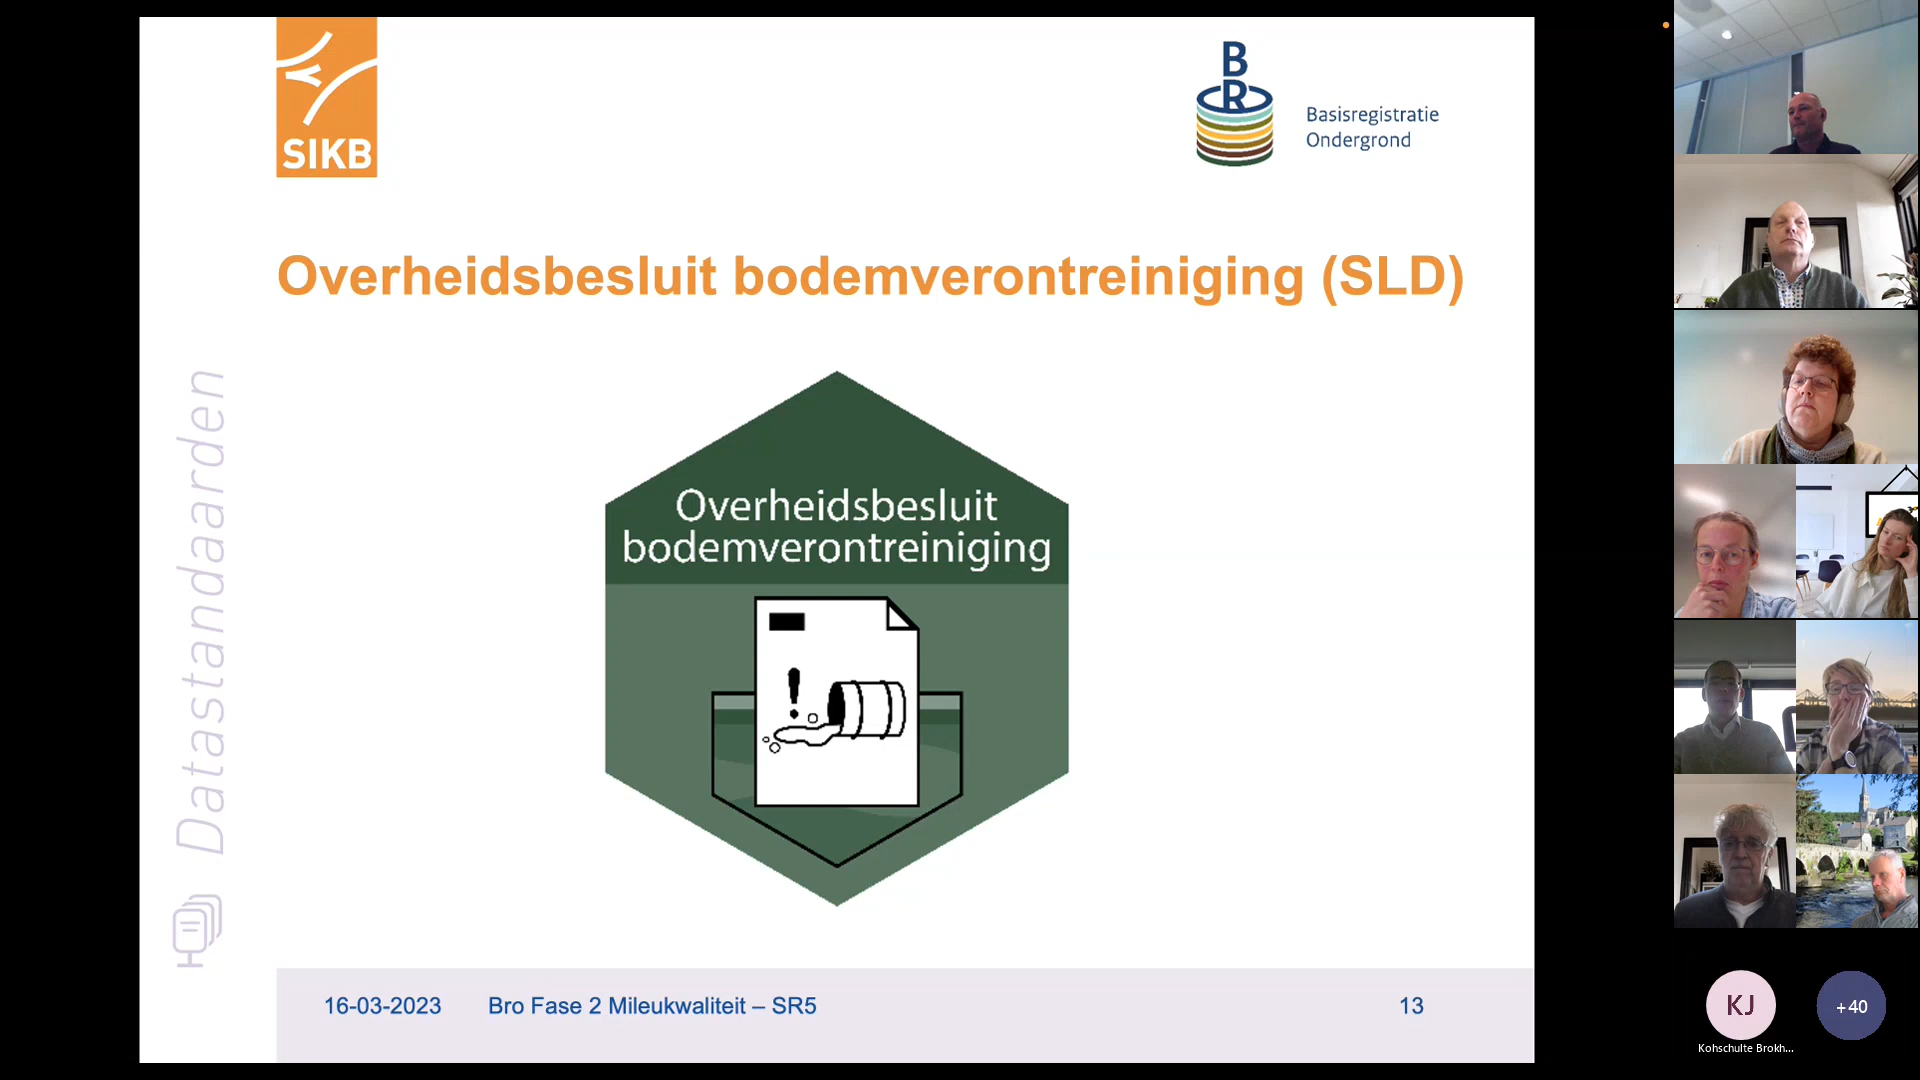 SIKB
B
R
Basisregistratie
Ondergrond
Overheidsbesluit bodemverontreiniging (SLD)
Datastandaarden
Overheidsbesluit
bodemverontreiniging
!
16-03-2023 Bro Fase 2 Mileukwaliteit – SR5 13
KJ
+40
Kohschulte Brokh...